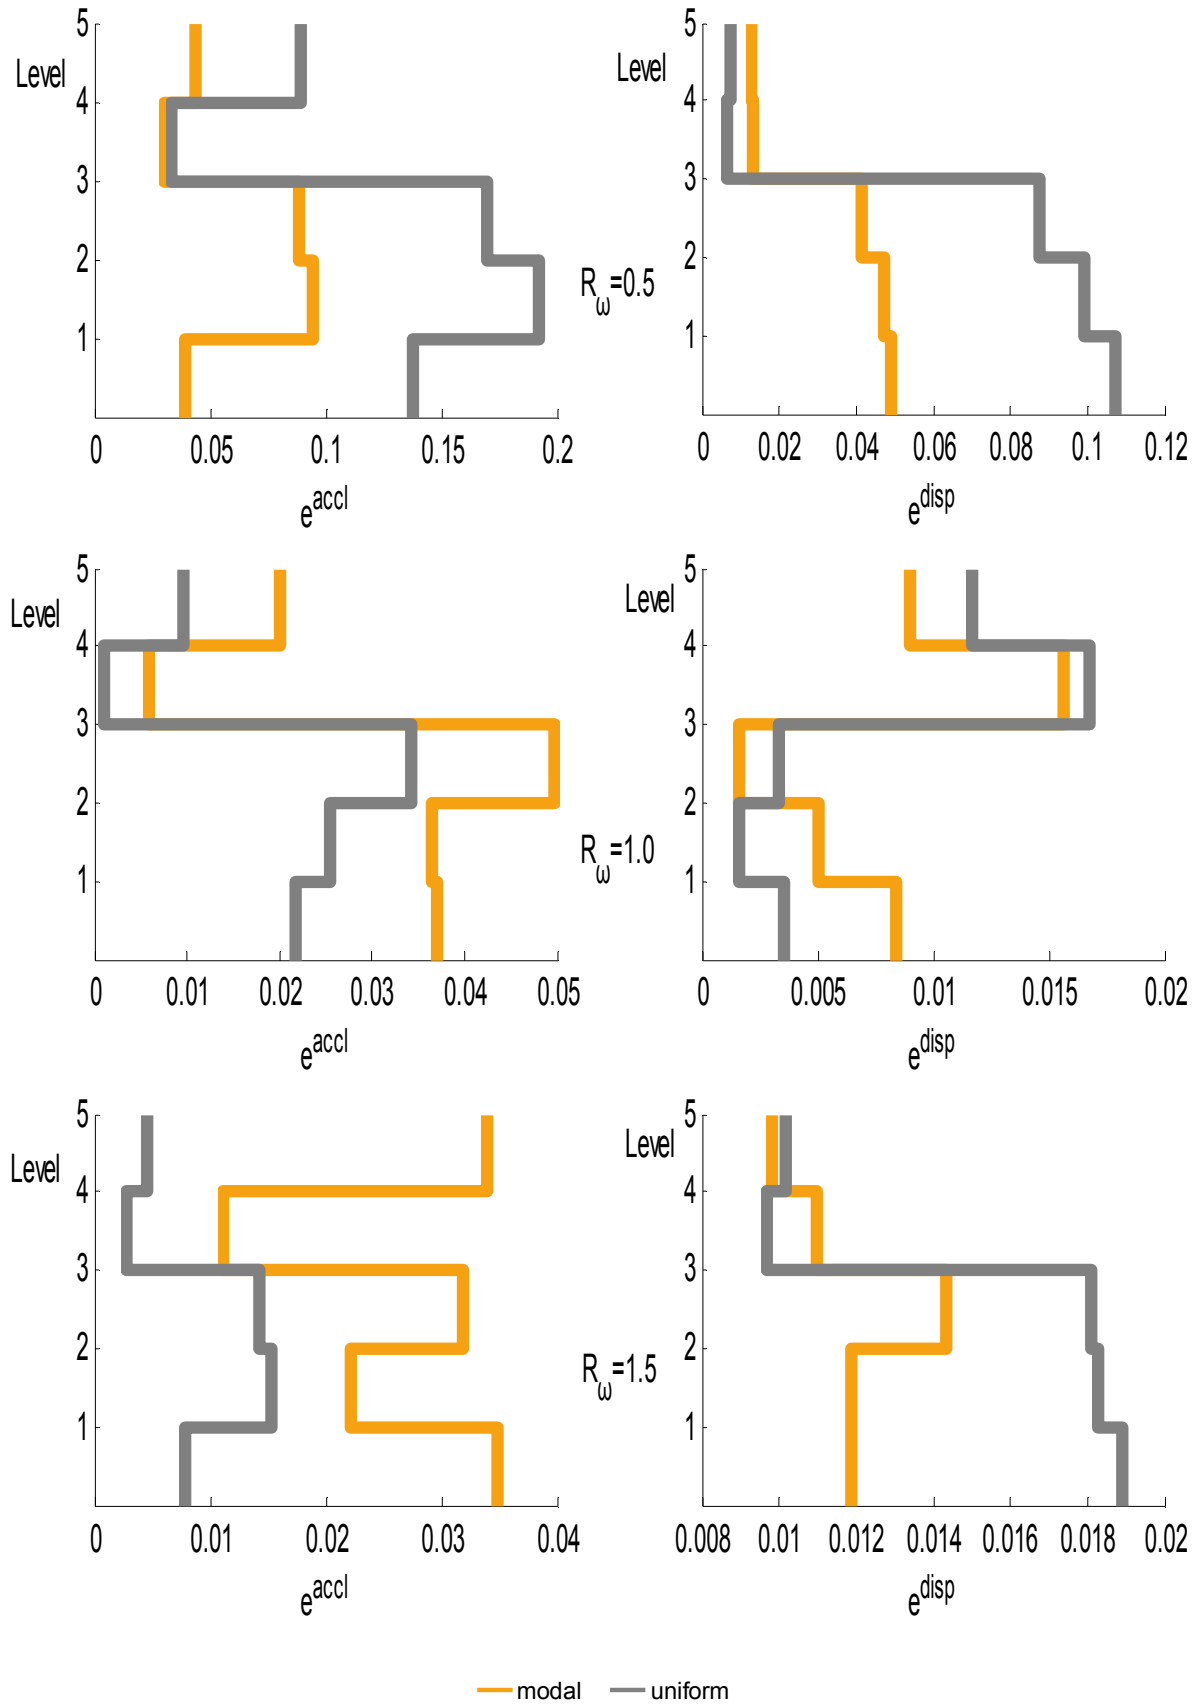 5
Level
4
3
2
1
0 0.05 0.1 0.15 0.2
e^accl
R_ω=0.5
5
Level
4
3
2
1
0 0.02 0.04 0.06 0.08 0.1 0.12
e^disp
5
Level
4
3
2
1
0 0.01 0.02 0.03 0.04 0.05
e^accl
R_ω=1.0
5
Level
4
3
2
1
0 0.005 0.01 0.015 0.02
e^disp
5
Level
4
3
2
1
0 0.01 0.02 0.03 0.04
e^accl
R_ω=1.5
5
Level
4
3
2
1
0.008 0.01 0.012 0.014 0.016 0.018 0.02
e^disp
modal uniform